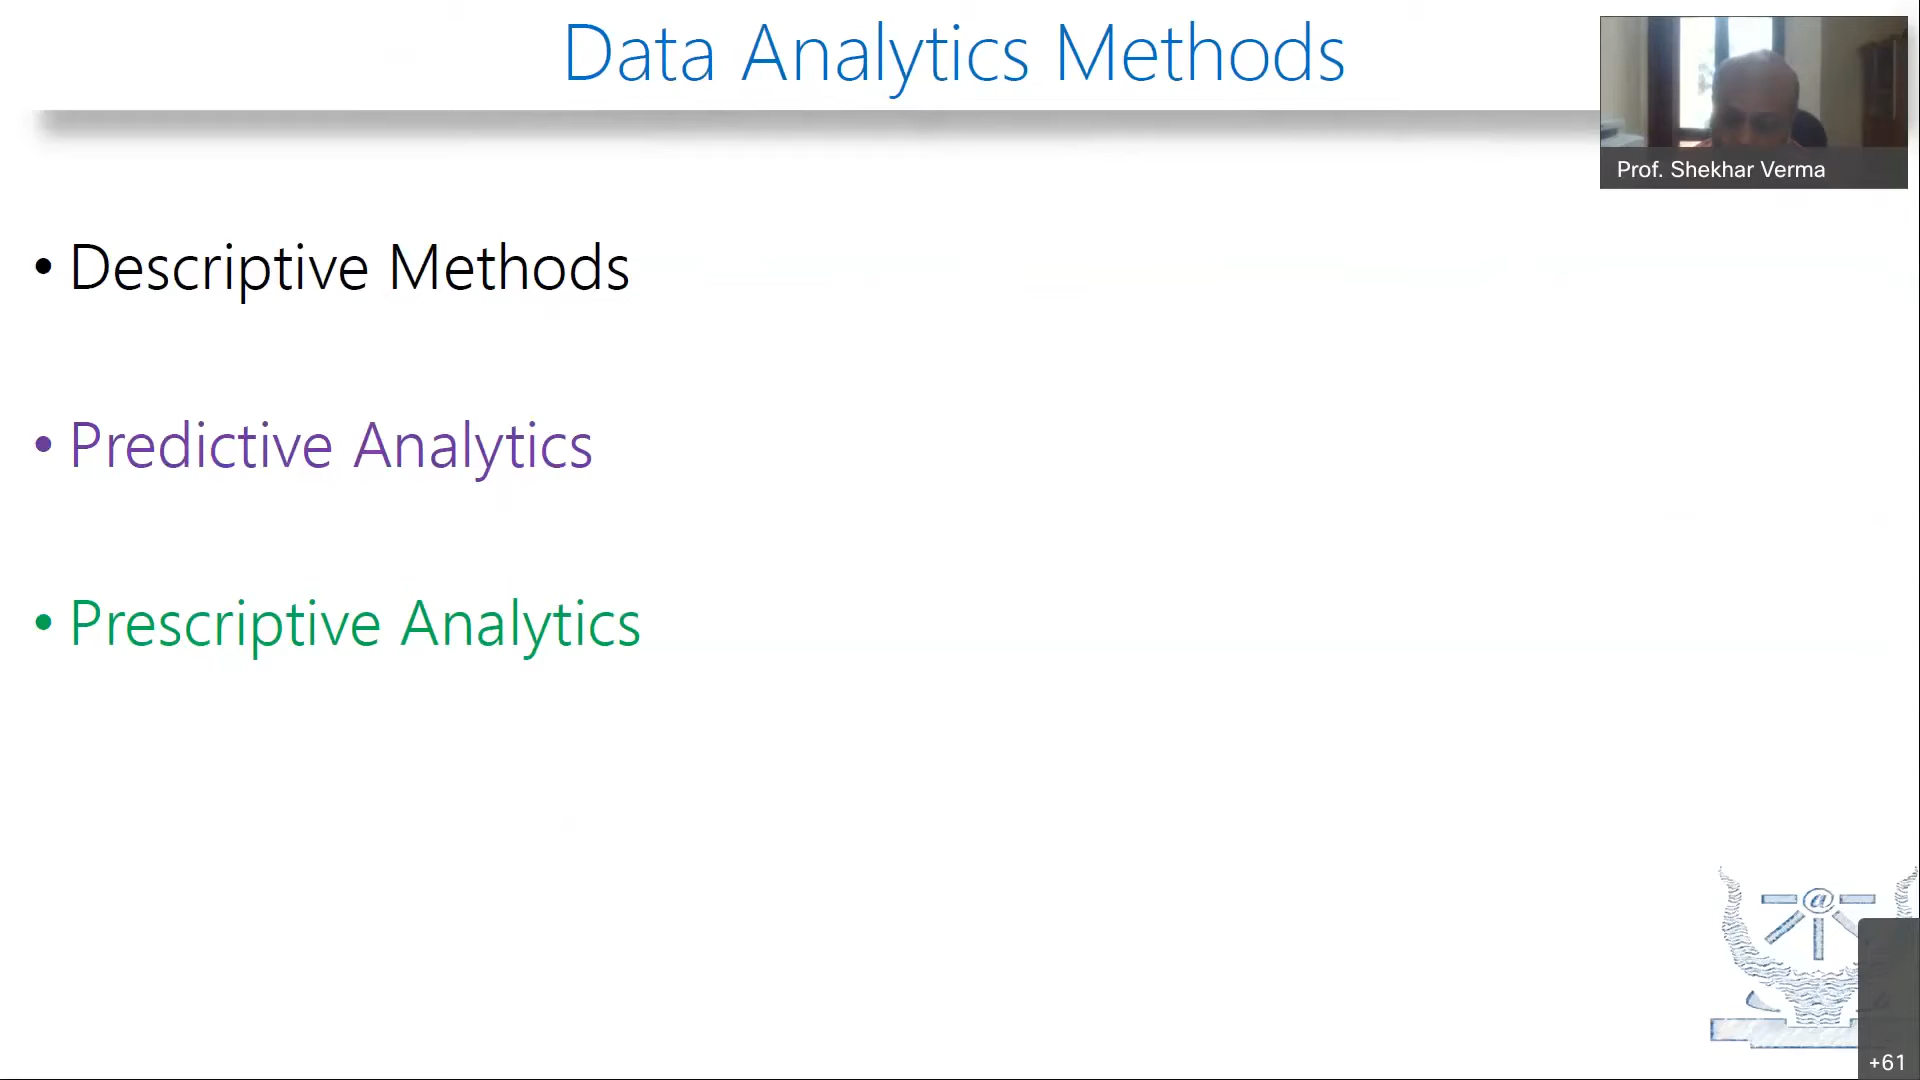 Data Analytics Methods
Prof. Shekhar Verma
• Descriptive Methods
• Predictive Analytics
• Prescriptive Analytics
@
+61